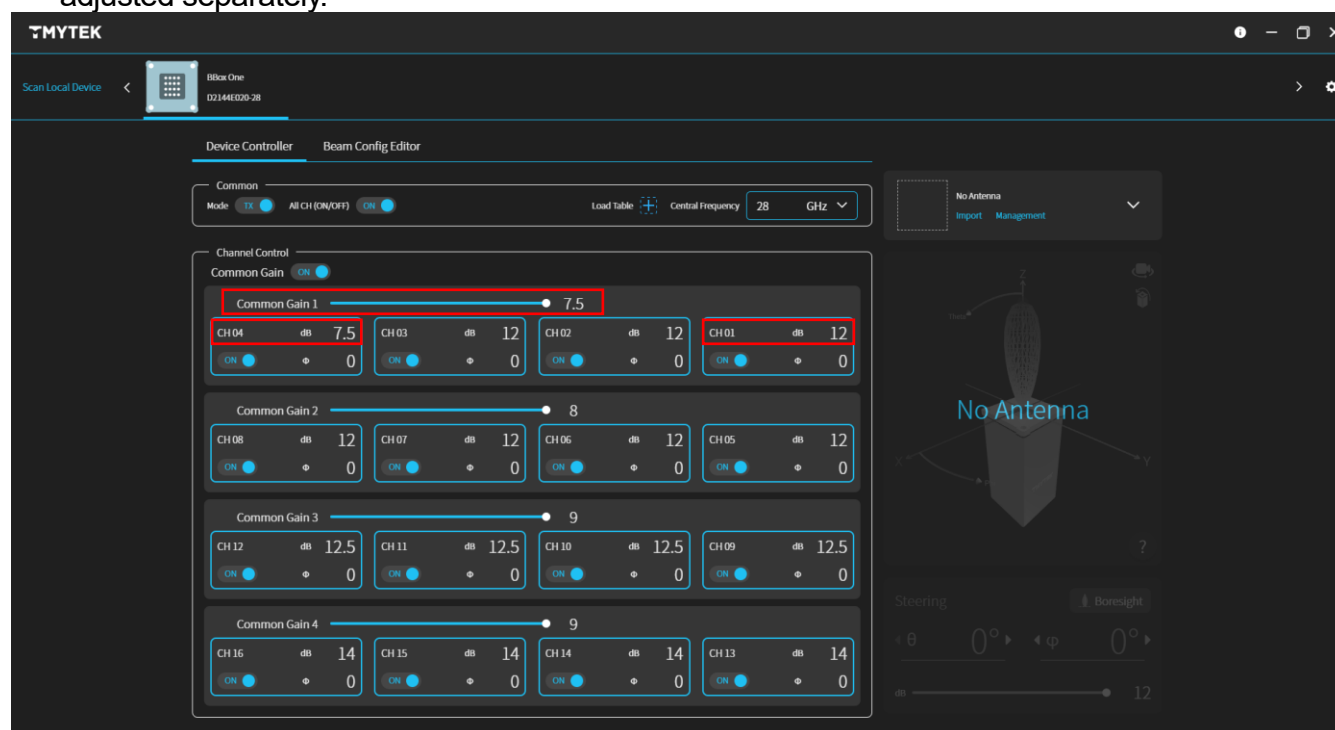 adjusted separately.
TMYTEK
Scan Local Device
BBox One
D2144E020-28
Device Controller Beam Config Editor
Common
Mode TX All CH (ON/OFF) ON Load Table Central Frequency 28 GHz
No Antenna
Import Management
Channel Control
Common Gain ON
Common Gain 1 7.5
CH 04 dB 7.5 CH 03 dB 12 CH 02 dB 12 CH 01 dB 12
ON Φ 0 ON Φ 0 ON Φ 0 ON Φ 0
Common Gain 2 8
CH 08 dB 12 CH 07 dB 12 CH 06 dB 12 CH 05 dB 12
ON Φ 0 ON Φ 0 ON Φ 0 ON Φ 0
Common Gain 3 9
CH 12 dB 12.5 CH 11 dB 12.5 CH 10 dB 12.5 CH 09 dB 12.5
ON Φ 0 ON Φ 0 ON Φ 0 ON Φ 0
Common Gain 4 9
CH 16 dB 14 CH 15 dB 14 CH 14 dB 14 CH 13 dB 14
ON Φ 0 ON Φ 0 ON Φ 0 ON Φ 0
Z
No Antenna
X Y
?
Steering Boresight
θ 0° φ 0°
dB 12